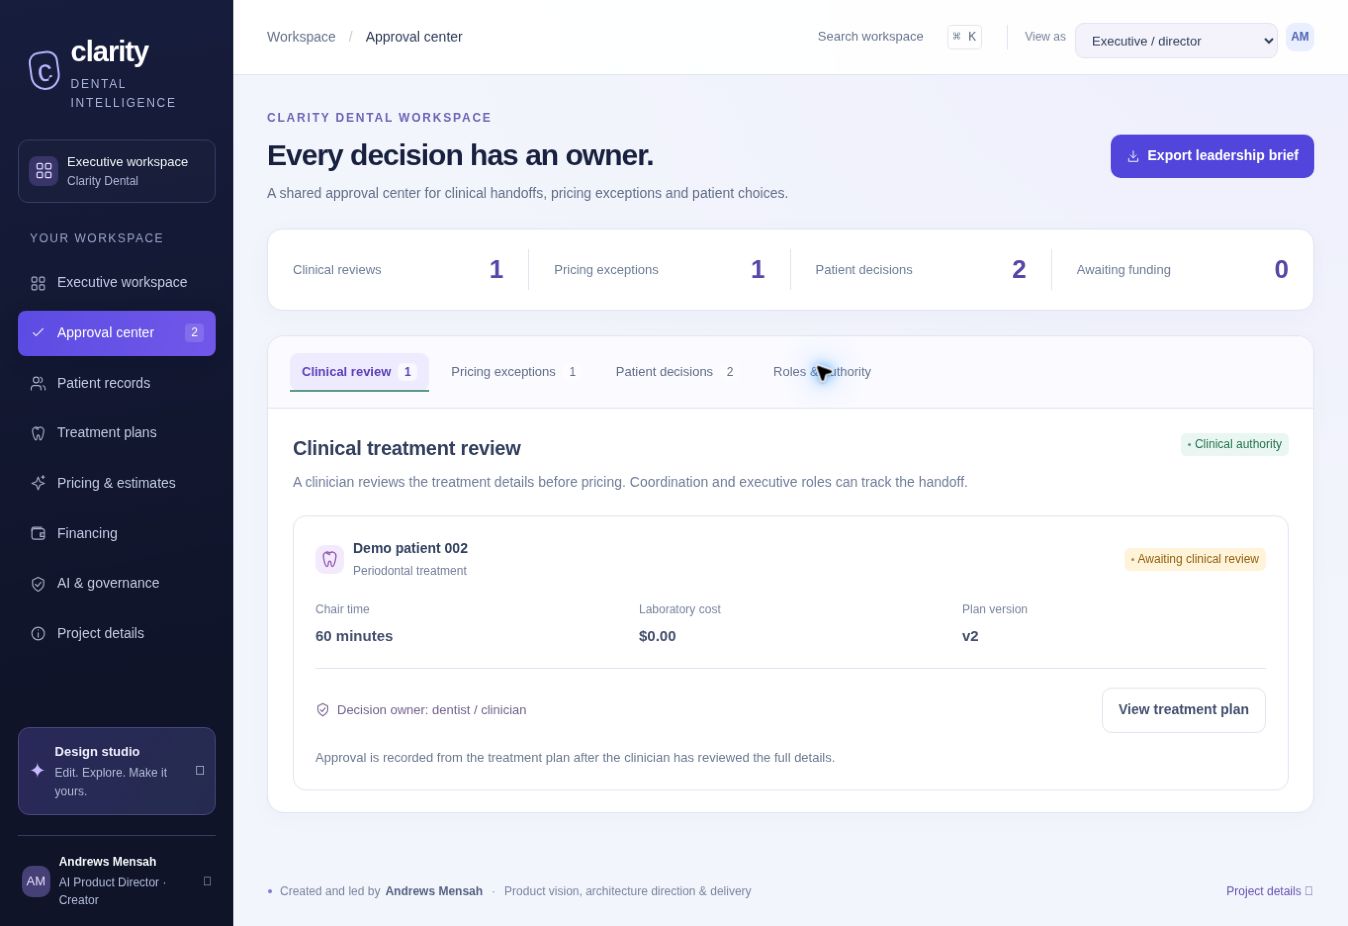 clarity
DENTAL
INTELLIGENCE
Executive workspace
Clarity Dental
YOUR WORKSPACE
Executive workspace
Approval center 2
Patient records
Treatment plans
Pricing & estimates
Financing
AI & governance
Project details
Design studio
Edit. Explore. Make it
yours.
AM
Andrews Mensah
AI Product Director ·
Creator
Workspace / Approval center
Search workspace ⌘ K
View as
Executive / director
AM
CLARITY DENTAL WORKSPACE
Every decision has an owner.
A shared approval center for clinical handoffs, pricing exceptions and patient choices.
Export leadership brief
Clinical reviews 1
Pricing exceptions 1
Patient decisions 2
Awaiting funding 0
Clinical review 1
Pricing exceptions 1
Patient decisions 2
Roles & authority
Clinical treatment review
• Clinical authority
A clinician reviews the treatment details before pricing. Coordination and executive roles can track the handoff.
Demo patient 002
Periodontal treatment
• Awaiting clinical review
Chair time
60 minutes
Laboratory cost
$0.00
Plan version
v2
Decision owner: dentist / clinician
View treatment plan
Approval is recorded from the treatment plan after the clinician has reviewed the full details.
• Created and led by Andrews Mensah · Product vision, architecture direction & delivery
Project details